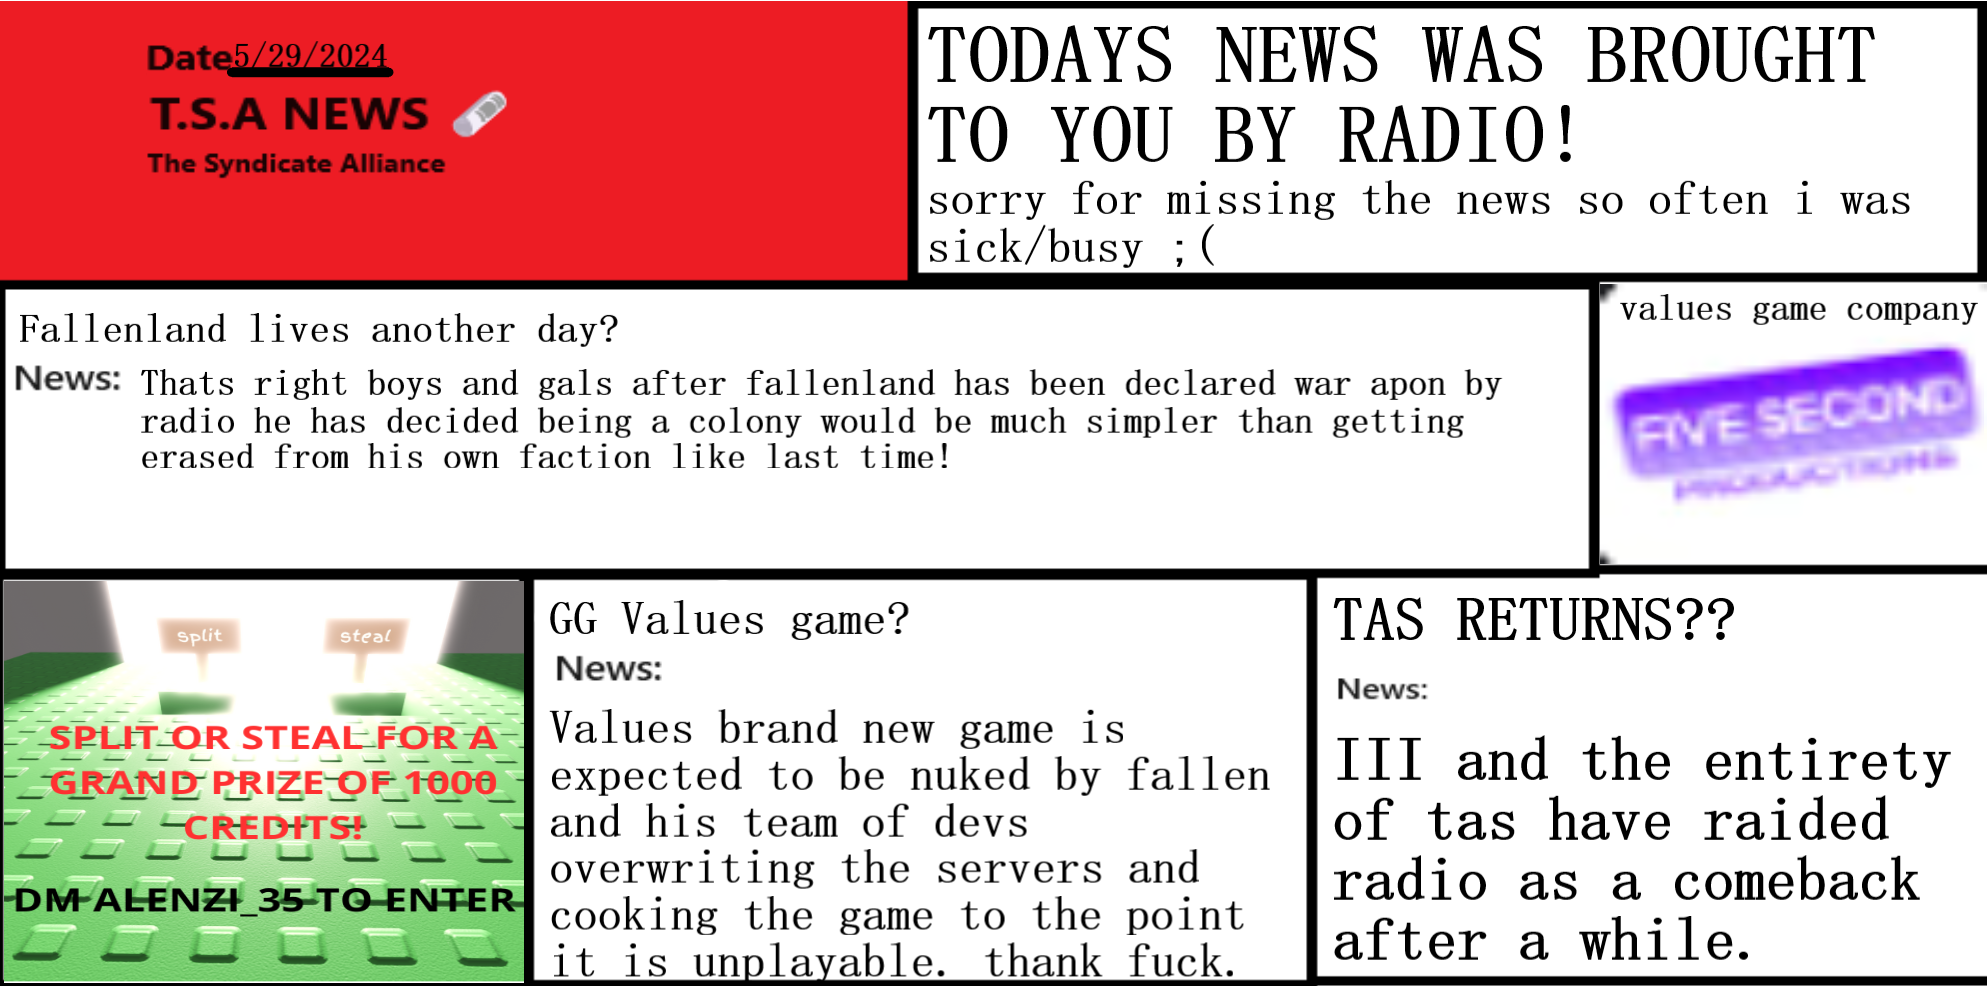 Date5/29/2024
T.S.A NEWS
The Syndicate Alliance
TODAYS NEWS WAS BROUGHT
TO YOU BY RADIO!
sorry for missing the news so often i was
sick/busy ;(
Fallenland lives another day?
News:
Thats right boys and gals after fallenland has been declared war apon by
radio he has decided being a colony would be much simpler than getting
erased from his own faction like last time!
values game company
FIVE SECOND
PRODUCTIONS
split
steal
SPLIT OR STEAL FOR A
GRAND PRIZE OF 1000
CREDITS!
DM ALENZI_35 TO ENTER
GG Values game?
News:
Values brand new game is
expected to be nuked by fallen
and his team of devs
overwriting the servers and
cooking the game to the point
it is unplayable. thank fuck.
TAS RETURNS??
News:
III and the entirety
of tas have raided
radio as a comeback
after a while.